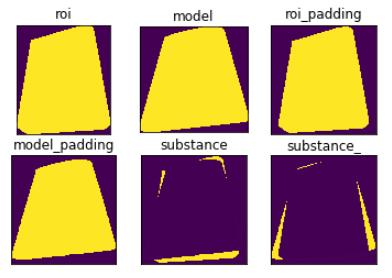 roi
model
roi_padding
model_padding
substance
substance_